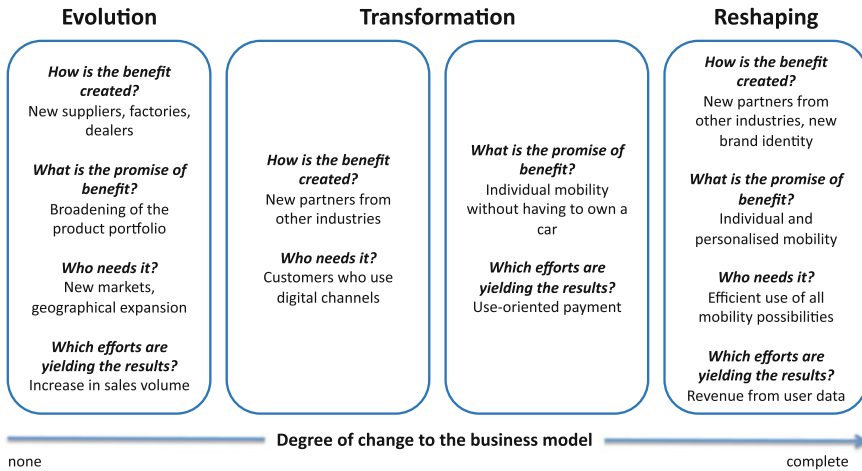 Evolution
Transformation
Reshaping
How is the benefit
created?
New suppliers, factories,
dealers
What is the promise of
benefit?
Broadening of the
product portfolio
Who needs it?
New markets,
geographical expansion
Which efforts are
yielding the results?
Increase in sales volume
How is the benefit
created?
New partners from
other industries
Who needs it?
Customers who use
digital channels
What is the promise of
benefit?
Individual mobility
without having to own a
car
Which efforts are
yielding the results?
Use-oriented payment
How is the benefit
created?
New partners from
other industries, new
brand identity
What is the promise of
benefit?
Individual and
personalised mobility
Who needs it?
Efficient use of all
mobility possibilities
Which efforts are
yielding the results?
Revenue from user data
Degree of change to the business model
none
complete